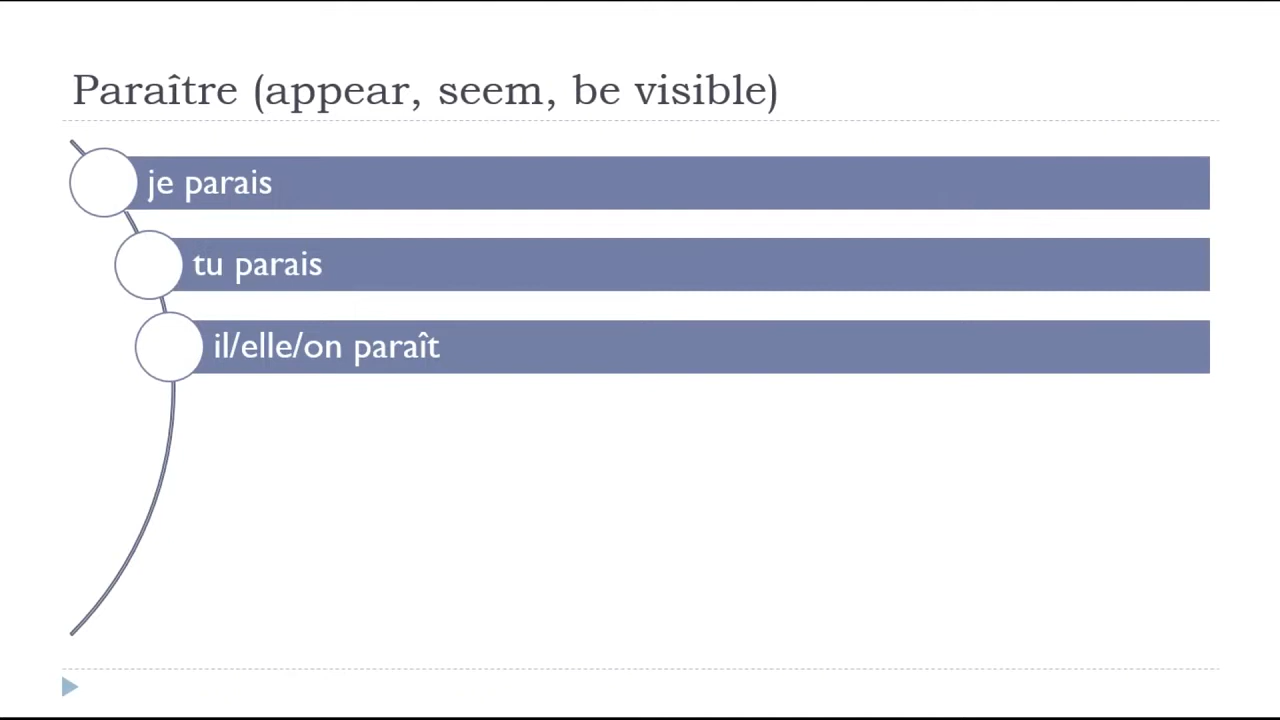 Paraître (appear, seem, be visible)
je parais
tu parais
il/elle/on paraît